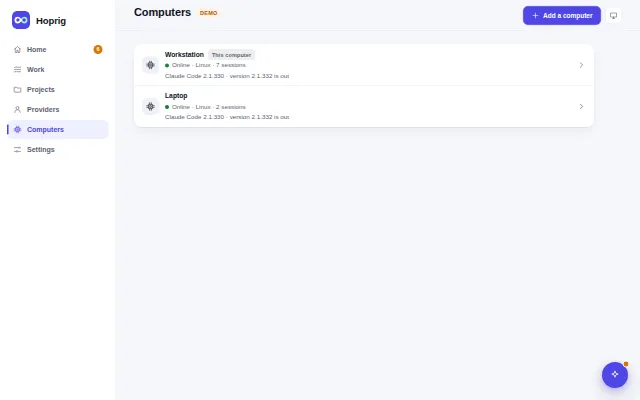 Hoprig
Home 6
Work
Projects
Providers
Computers
Settings
Computers DEMO
Add a computer
Workstation This computer
Online · Linux · 7 sessions
Claude Code 2.1.330 · version 2.1.332 is out
Laptop
Online · Linux · 2 sessions
Claude Code 2.1.330 · version 2.1.332 is out